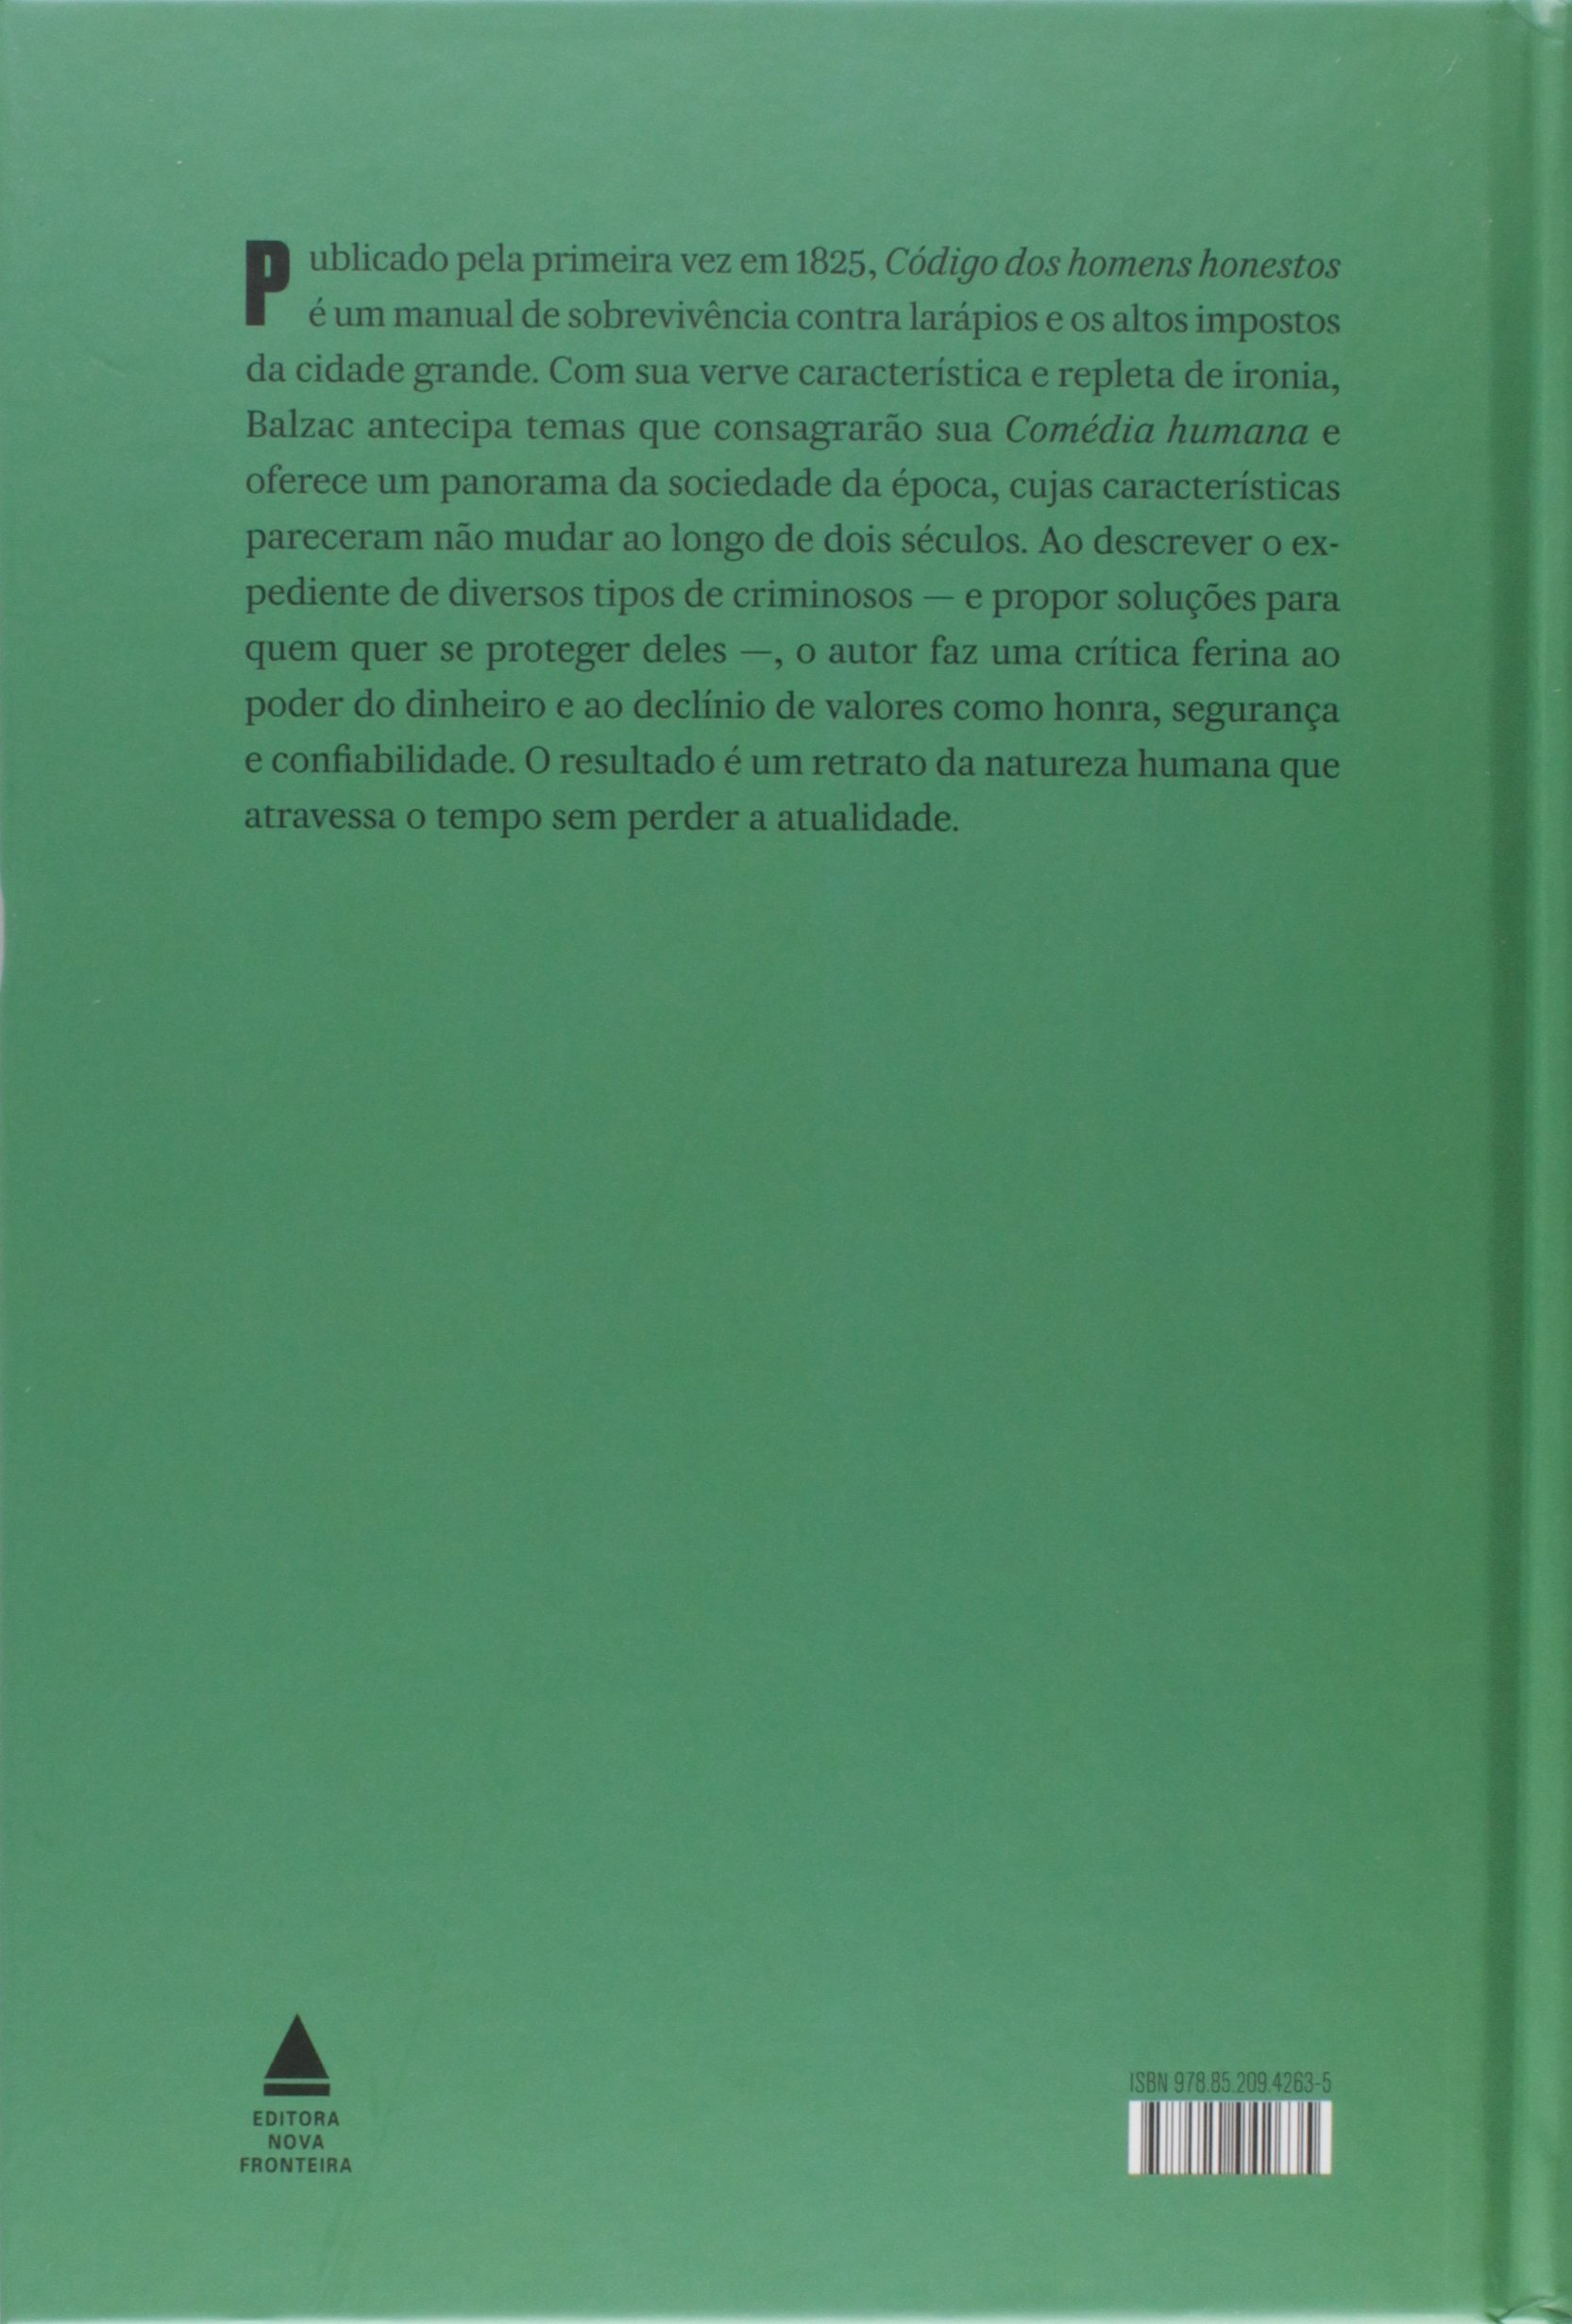 Publicado pela primeira vez em 1825, Código dos homens honestos
é um manual de sobrevivência contra larápios e os altos impostos
da cidade grande. Com sua verve característica e repleta de ironia,
Balzac antecipa temas que consagrarão sua Comédia humana e
oferece um panorama da sociedade da época, cujas características
pareceram não mudar ao longo de dois séculos. Ao descrever o ex-
pediente de diversos tipos de criminosos — e propor soluções para
quem quer se proteger deles —, o autor faz uma crítica ferina ao
poder do dinheiro e ao declínio de valores como honra, segurança
e confiabilidade. O resultado é um retrato da natureza humana que
atravessa o tempo sem perder a atualidade.
EDITORA
NOVA
FRONTEIRA
ISBN 978.85.209.4263-5